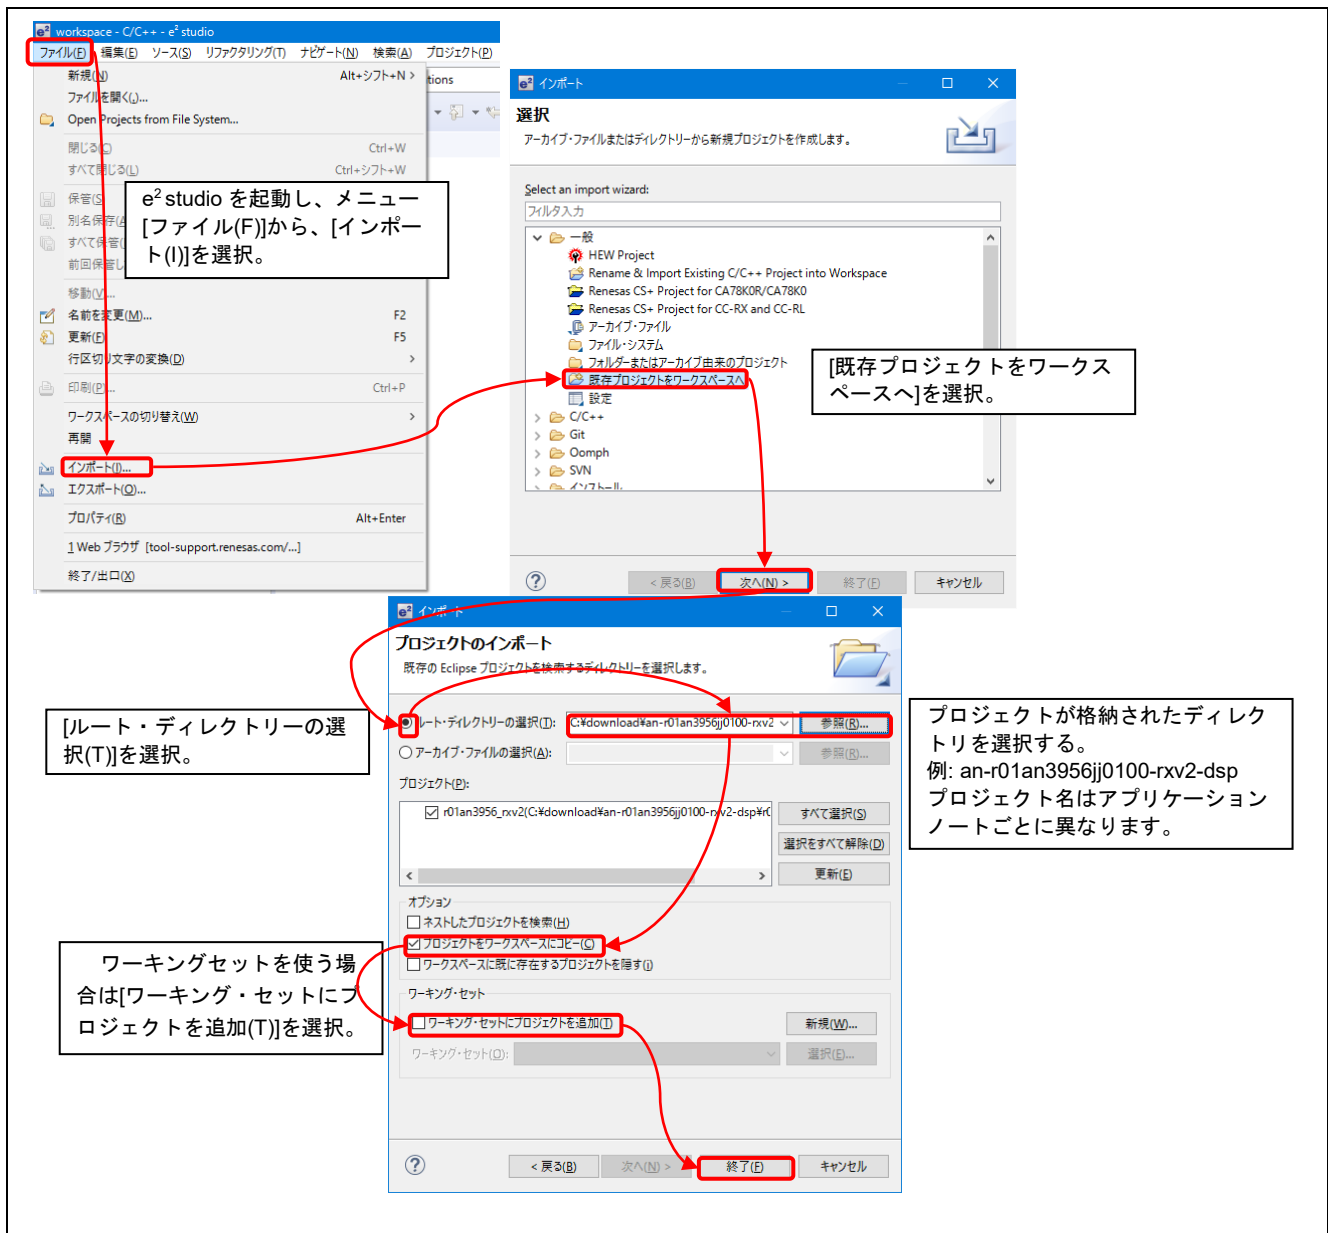 workspace - C/C++ - e² studio
ファイル(F) 編集(E) ソース(S) リファクタリング(T) ナビゲート(N) 検索(A) プロジェクト(P)
新規(N) Alt+シフト+N >
ファイルを開く(.)...
Open Projects from File System...
閉じる(C) Ctrl+W
すべて閉じる(L) Ctrl+シフト+W
保管(S)
別名保存(A)
すべて保管(
前回保管し
移動(V)...
名前を変更(M)... F2
更新(F) F5
行区切り文字の変換(D) >
印刷(P)... Ctrl+P
ワークスペースの切り替え(W) >
再開
インポート(I)...
エクスポート(O)...
プロパティ(R) Alt+Enter
1 Web ブラウザ [tool-support.renesas.com/...]
終了/出口(X)
tions
e² studio を起動し、メニュー
[ファイル(F)]から、[インポー
ト(I)]を選択。
インポート
選択
アーカイブ・ファイルまたはディレクトリーから新規プロジェクトを作成します。
Select an import wizard:
フィルタ入力
一般
HEW Project
Rename & Import Existing C/C++ Project into Workspace
Renesas CS+ Project for CA78K0R/CA78K0
Renesas CS+ Project for CC-RX and CC-RL
アーカイブ・ファイル
ファイル・システム
フォルダーまたはアーカイブ由来のプロジェクト
既存プロジェクトをワークスペースへ
設定
C/C++
Git
Oomph
SVN
インストール
< 戻る(B) 次へ(N) > 終了(F) キャンセル
[既存プロジェクトをワークス
ペースへ]を選択。
インポート
プロジェクトのインポート
既存の Eclipse プロジェクトを検索するディレクトリーを選択します。
ルート・ディレクトリーの選択(T): C:¥download¥an-r01an3956jj0100-rxv2 参照(R)...
アーカイブ・ファイルの選択(A): 参照(R)...
プロジェクト(P):
r01an3956_rxv2(C:¥download¥an-r01an3956jj0100-rxv2-dsp¥r0 すべて選択(S)
選択をすべて解除(D)
更新(E)
オプション
ネストしたプロジェクトを検索(H)
プロジェクトをワークスペースにコピー(C)
ワークスペースに既に存在するプロジェクトを隠す(i)
ワーキング・セット
ワーキング・セットにプロジェクトを追加(T) 新規(W)...
ワーキング・セット(O): 選択(E)...
< 戻る(B) 次へ(N) > 終了(F) キャンセル
[ルート・ディレクトリーの選
択(T)]を選択。
プロジェクトが格納されたディレク
トリを選択する。
例: an-r01an3956jj0100-rxv2-dsp
プロジェクト名はアプリケーション
ノートごとに異なります。
ワーキングセットを使う場
合は[ワーキング・セットにプ
ロジェクトを追加(T)]を選択。